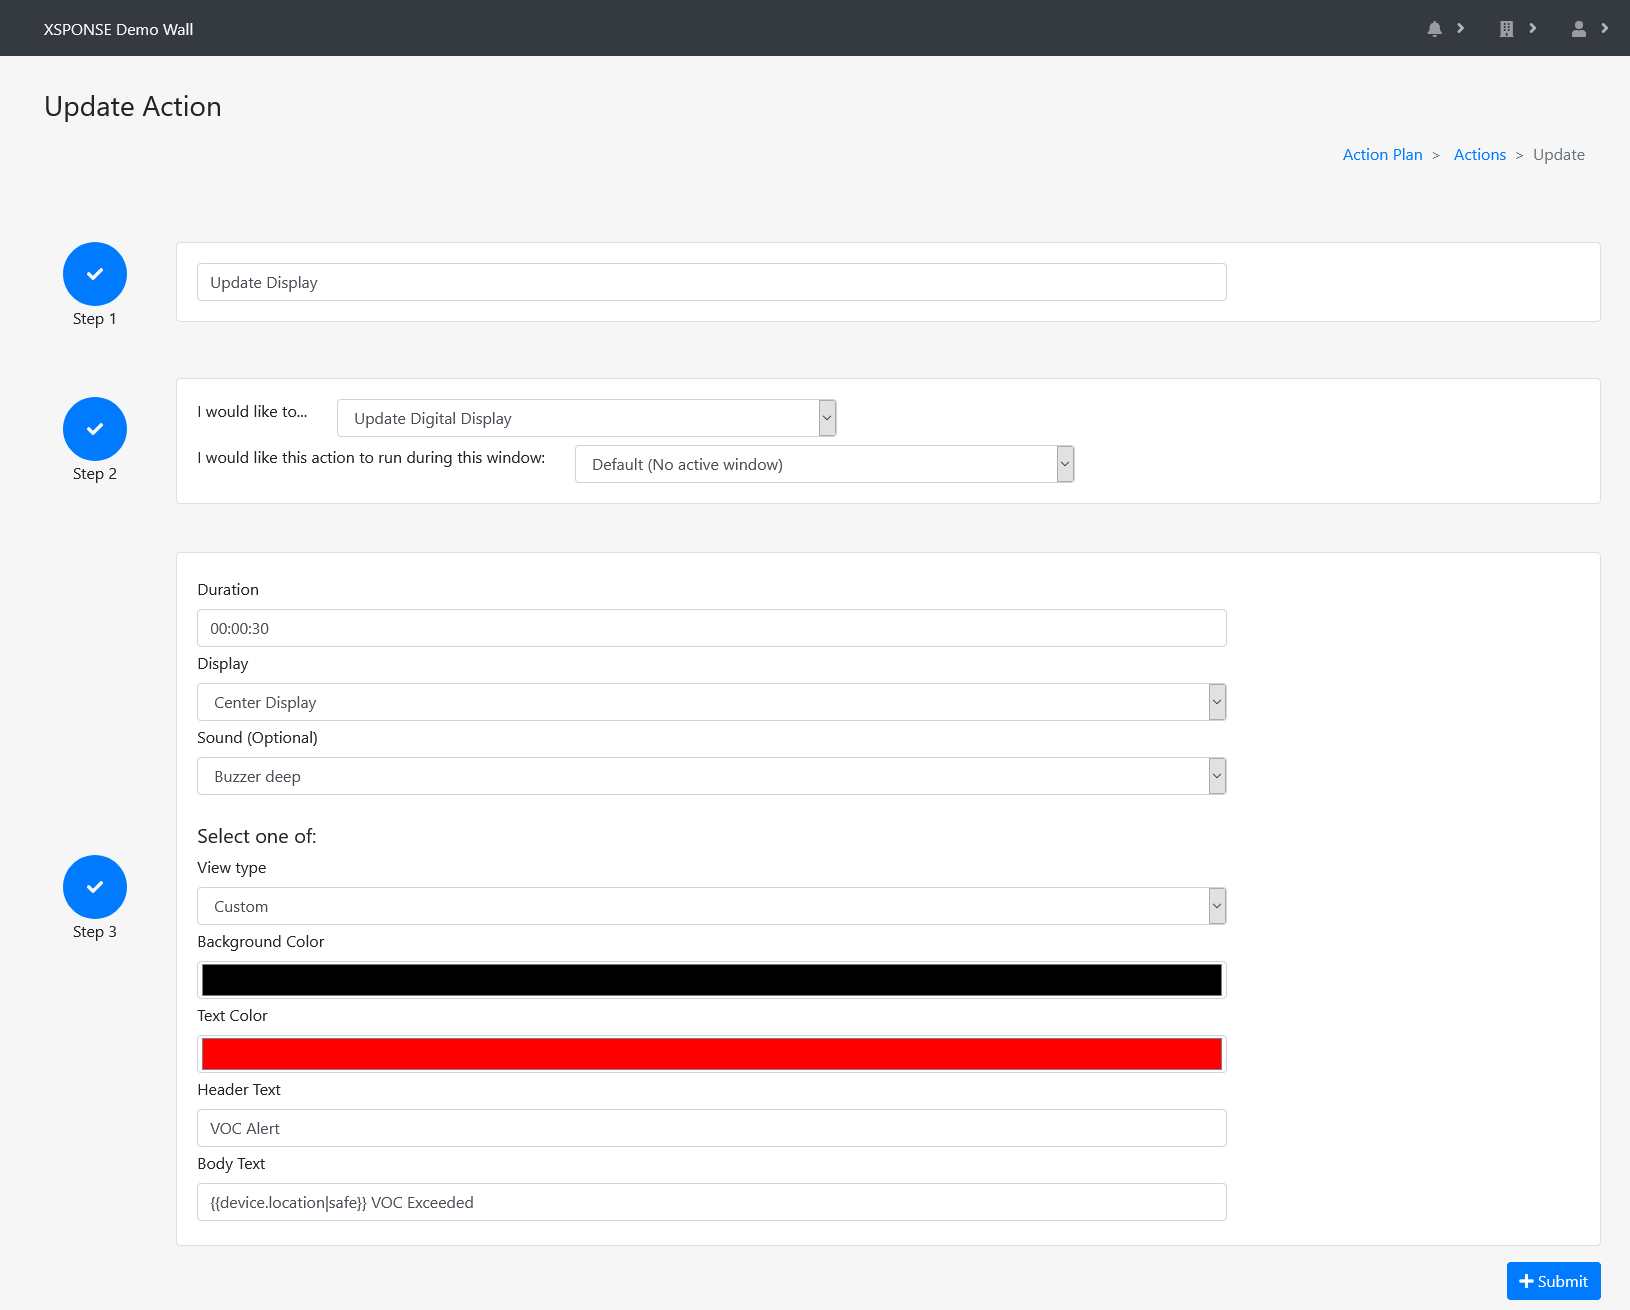 XSPONSE Demo Wall
Update Action
Action Plan > Actions > Update
Update Display
Step 1
I would like to... Update Digital Display
I would like this action to run during this window: Default (No active window)
Step 2
Duration
00:00:30
Display
Center Display
Sound (Optional)
Buzzer deep
Select one of:
View type
Custom
Step 3
Background Color
Text Color
Header Text
VOC Alert
Body Text
{{device.location|safe}} VOC Exceeded
Submit